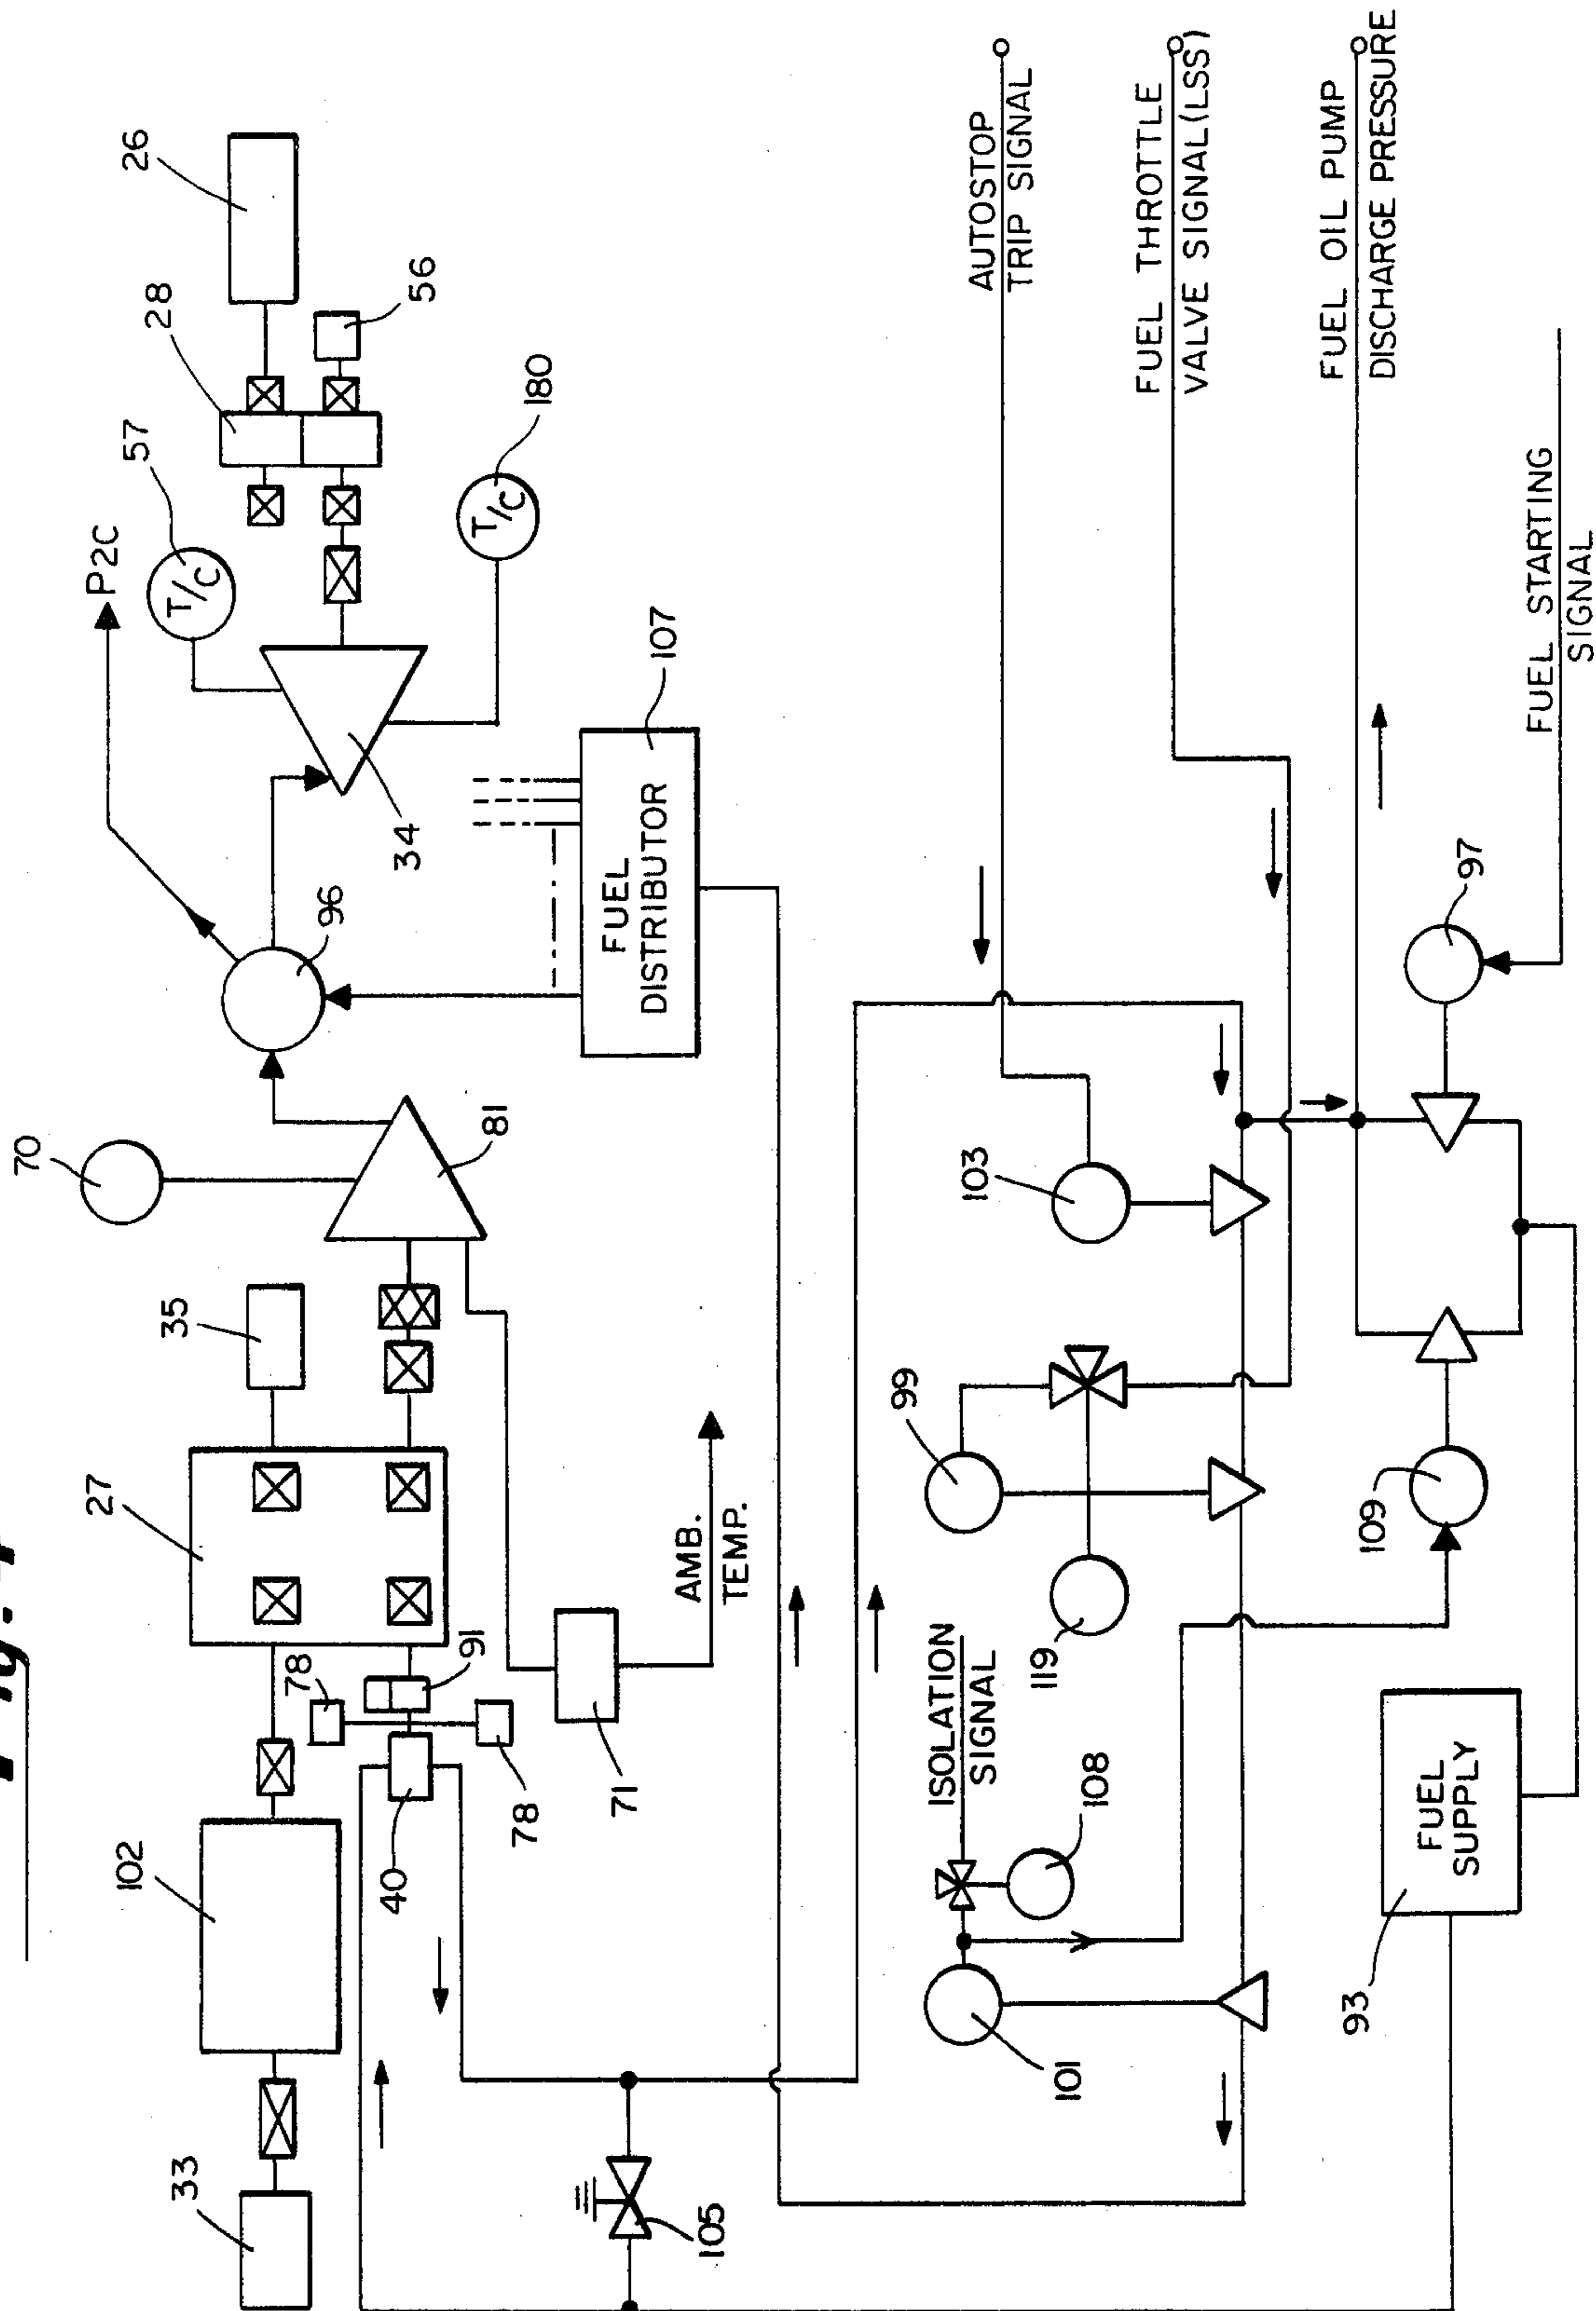 Fig. 4
26
28
56
57
T/C
180
T/C
P2C
34
107
FUEL
DISTRIBUTOR
96
70
81
35
27
AMB.
TEMP.
71
78
91
78
40
102
33
105
AUTOSTOP
TRIP SIGNAL
FUEL THROTTLE
VALVE SIGNAL(LSS)
FUEL OIL PUMP
DISCHARGE PRESSURE
FUEL STARTING
SIGNAL
97
103
99
119
109
ISOLATION
SIGNAL
108
101
FUEL
SUPPLY
93